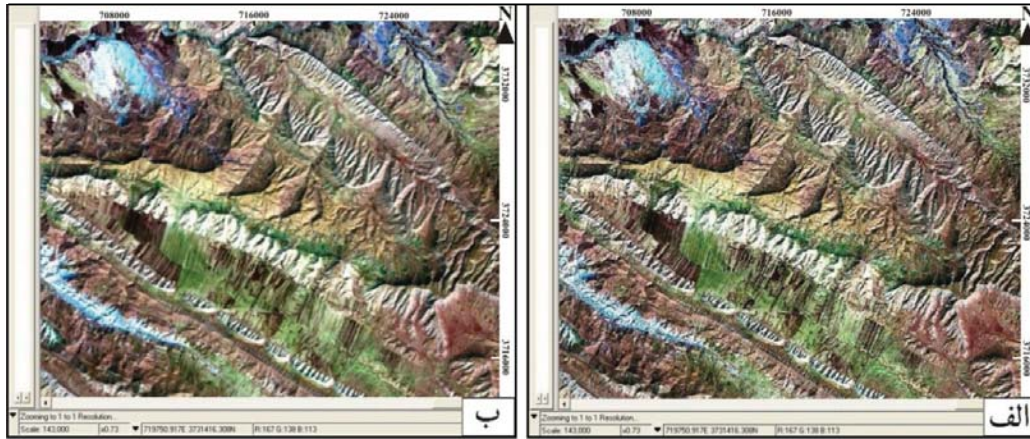 708000 716000 724000 N
3732000
3724000
3716000
Zooming to 1 to 1 Resolution...
Scale: 143,000 x0.73 719750.917E 3731416.308N R:167 G:138 B:113
ب
708000 716000 724000 N
3732000
3724000
3716000
Zooming to 1 to 1 Resolution...
Scale: 143,000 x0.73 719750.917E 3731416.308N R:167 G:138 B:113
الف